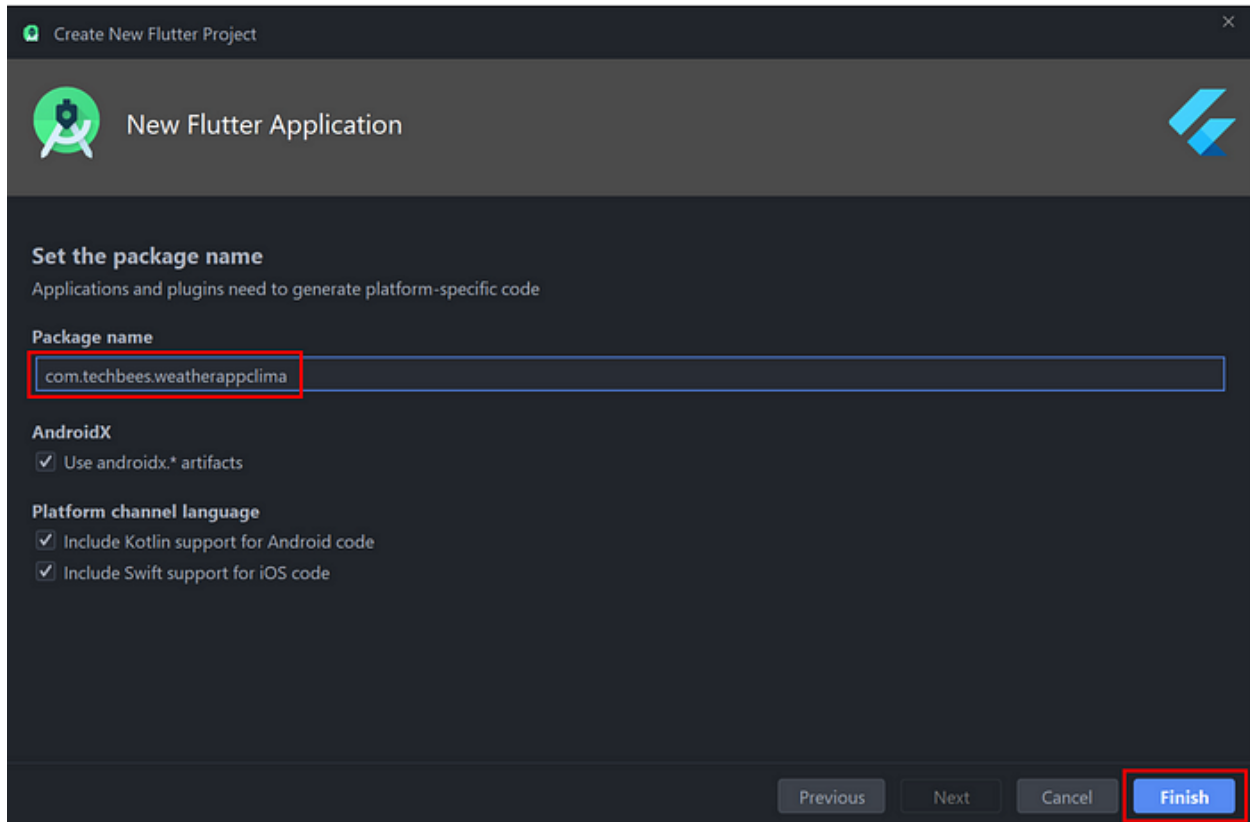 Create New Flutter Project
New Flutter Application
Set the package name
Applications and plugins need to generate platform-specific code
Package name
com.techbees.weatherappclima
AndroidX
Use androidx.* artifacts
Platform channel language
Include Kotlin support for Android code
Include Swift support for iOS code
Previous Next Cancel Finish